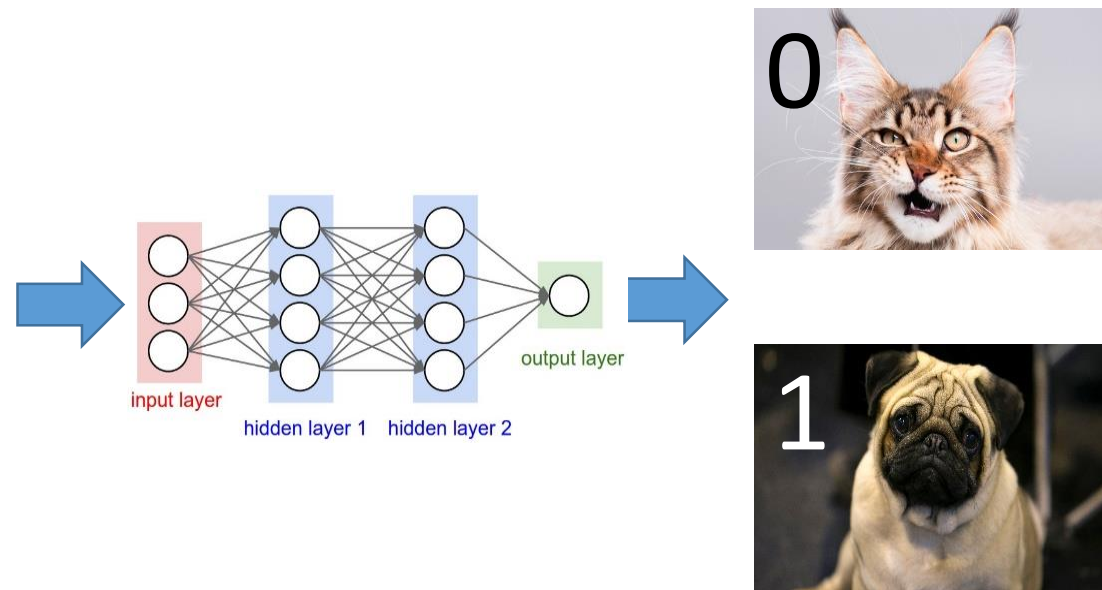 0
input layer
hidden layer 1
hidden layer 2
output layer
1